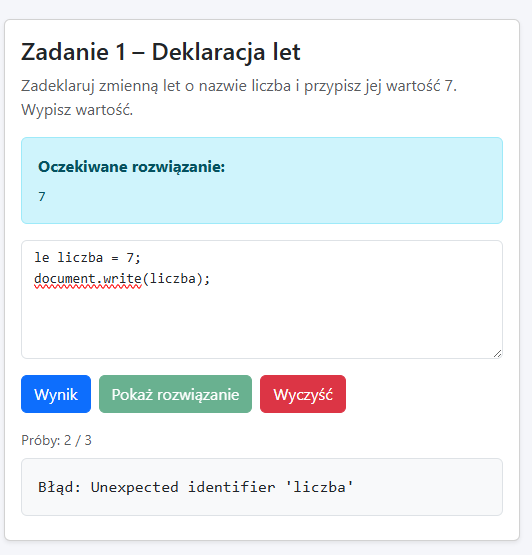 Zadanie 1 – Deklaracja let
Zadeklaruj zmienną let o nazwie liczba i przypisz jej wartość 7.
Wypisz wartość.
Oczekiwane rozwiązanie:
7
le liczba = 7;
document.write(liczba);
Wynik
Pokaż rozwiązanie
Wyczyść
Próby: 2 / 3
Błąd: Unexpected identifier 'liczba'